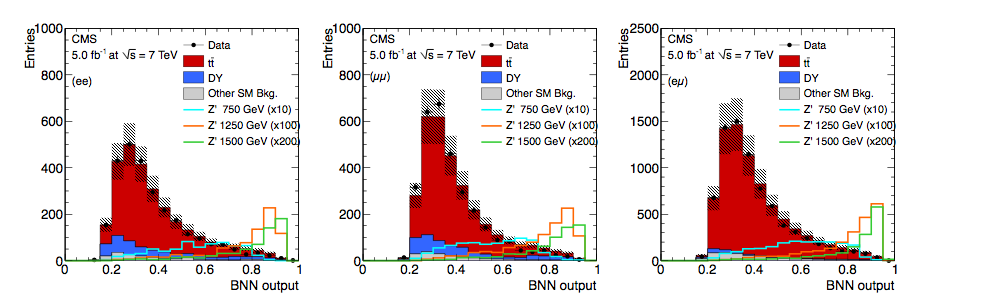 Entries
1000
800
600
400
200
0
0 0.2 0.4 0.6 0.8 1
BNN output
CMS
5.0 fb⁻¹ at √s = 7 TeV
(ee)
Data
tt̄
DY
Other SM Bkg.
Z' 750 GeV (x10)
Z' 1250 GeV (x100)
Z' 1500 GeV (x200)
Entries
1000
800
600
400
200
0
0 0.2 0.4 0.6 0.8 1
BNN output
CMS
5.0 fb⁻¹ at √s = 7 TeV
(μμ)
Data
tt̄
DY
Other SM Bkg.
Z' 750 GeV (x10)
Z' 1250 GeV (x100)
Z' 1500 GeV (x200)
Entries
2500
2000
1500
1000
500
0
0 0.2 0.4 0.6 0.8 1
BNN output
CMS
5.0 fb⁻¹ at √s = 7 TeV
(eμ)
Data
tt̄
DY
Other SM Bkg.
Z' 750 GeV (x10)
Z' 1250 GeV (x100)
Z' 1500 GeV (x200)